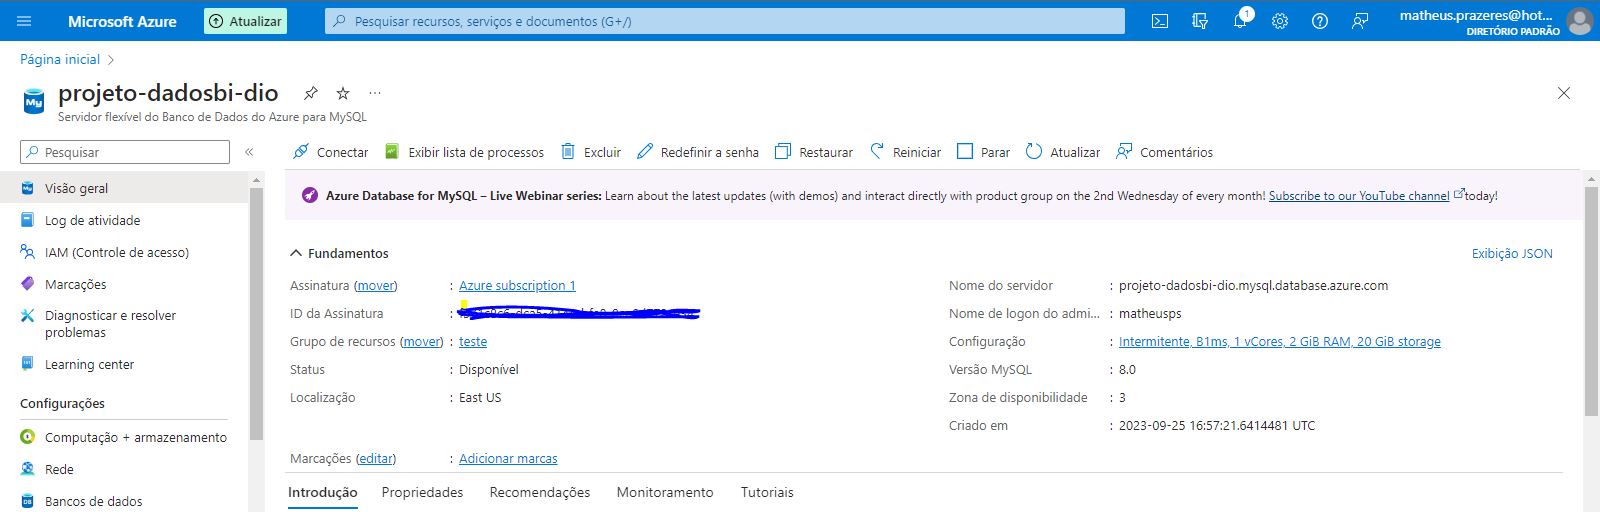 Microsoft Azure
Atualizar
Pesquisar recursos, serviços e documentos (G+/)
1
matheus.prazeres@hot...
DIRETÓRIO PADRÃO
Página inicial
projeto-dadosbi-dio
Servidor flexível do Banco de Dados do Azure para MySQL
Pesquisar
Visão geral
Log de atividade
IAM (Controle de acesso)
Marcações
Diagnosticar e resolver
problemas
Learning center
Configurações
Computação + armazenamento
Rede
Bancos de dados
Conectar Exibir lista de processos Excluir Redefinir a senha Restaurar Reiniciar Parar Atualizar Comentários
Azure Database for MySQL – Live Webinar series: Learn about the latest updates (with demos) and interact directly with product group on the 2nd Wednesday of every month! Subscribe to our YouTube channel today!
Fundamentos
Exibição JSON
Assinatura (mover) : Azure subscription 1
ID da Assinatura :
Grupo de recursos (mover) : teste
Status : Disponível
Localização : East US
Nome do servidor : projeto-dadosbi-dio.mysql.database.azure.com
Nome de logon do admi... : matheusps
Configuração : Intermitente, B1ms, 1 vCores, 2 GiB RAM, 20 GiB storage
Versão MySQL : 8.0
Zona de disponibilidade : 3
Criado em : 2023-09-25 16:57:21.6414481 UTC
Marcações (editar) : Adicionar marcas
Introdução Propriedades Recomendações Monitoramento Tutoriais